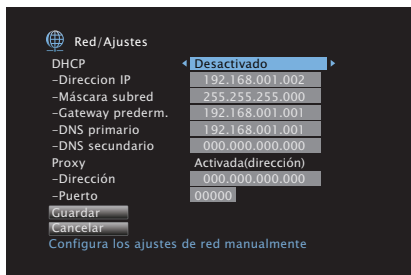 Red/Ajustes
DHCP Desactivado
-Direccion IP 192.168.001.002
-Máscara subred 255.255.255.000
-Gateway prederm. 192.168.001.001
-DNS primario 192.168.001.001
-DNS secundario 000.000.000.000
Proxy Activada(dirección)
-Dirección 000.000.000.000
-Puerto 00000
Guardar
Cancelar
Configura los ajustes de red manualmente